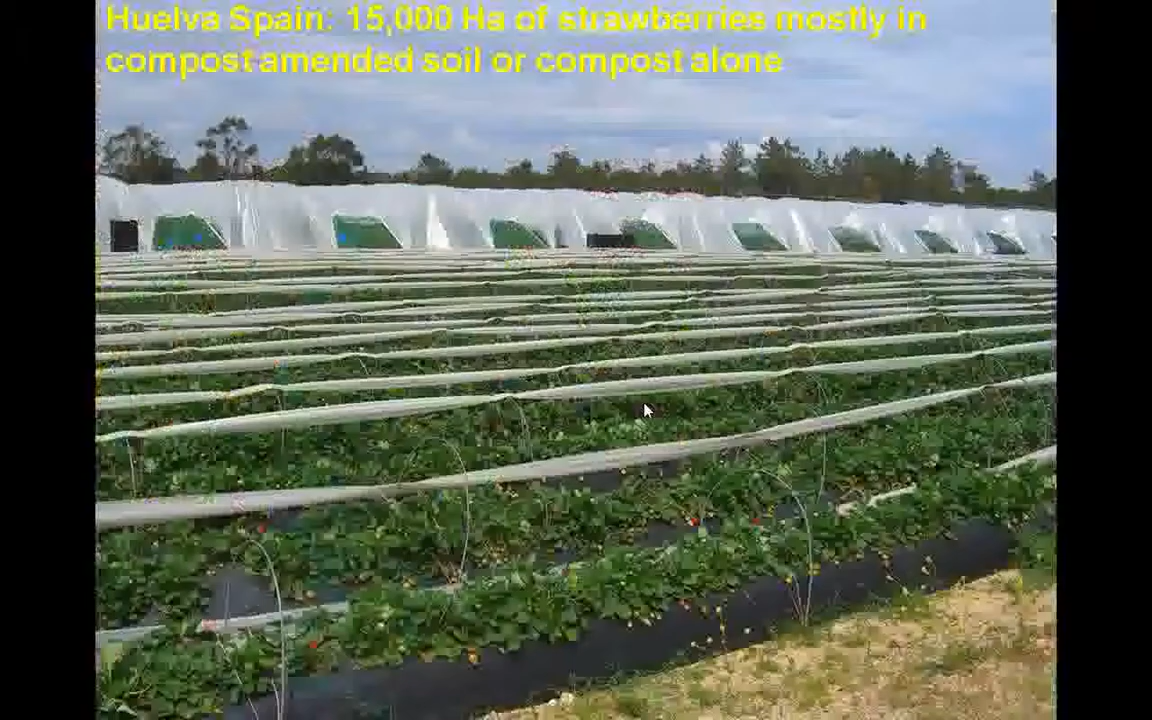 Huelva Spain: 15,000 Ha of strawberries mostly in
compost amended soil or compost alone